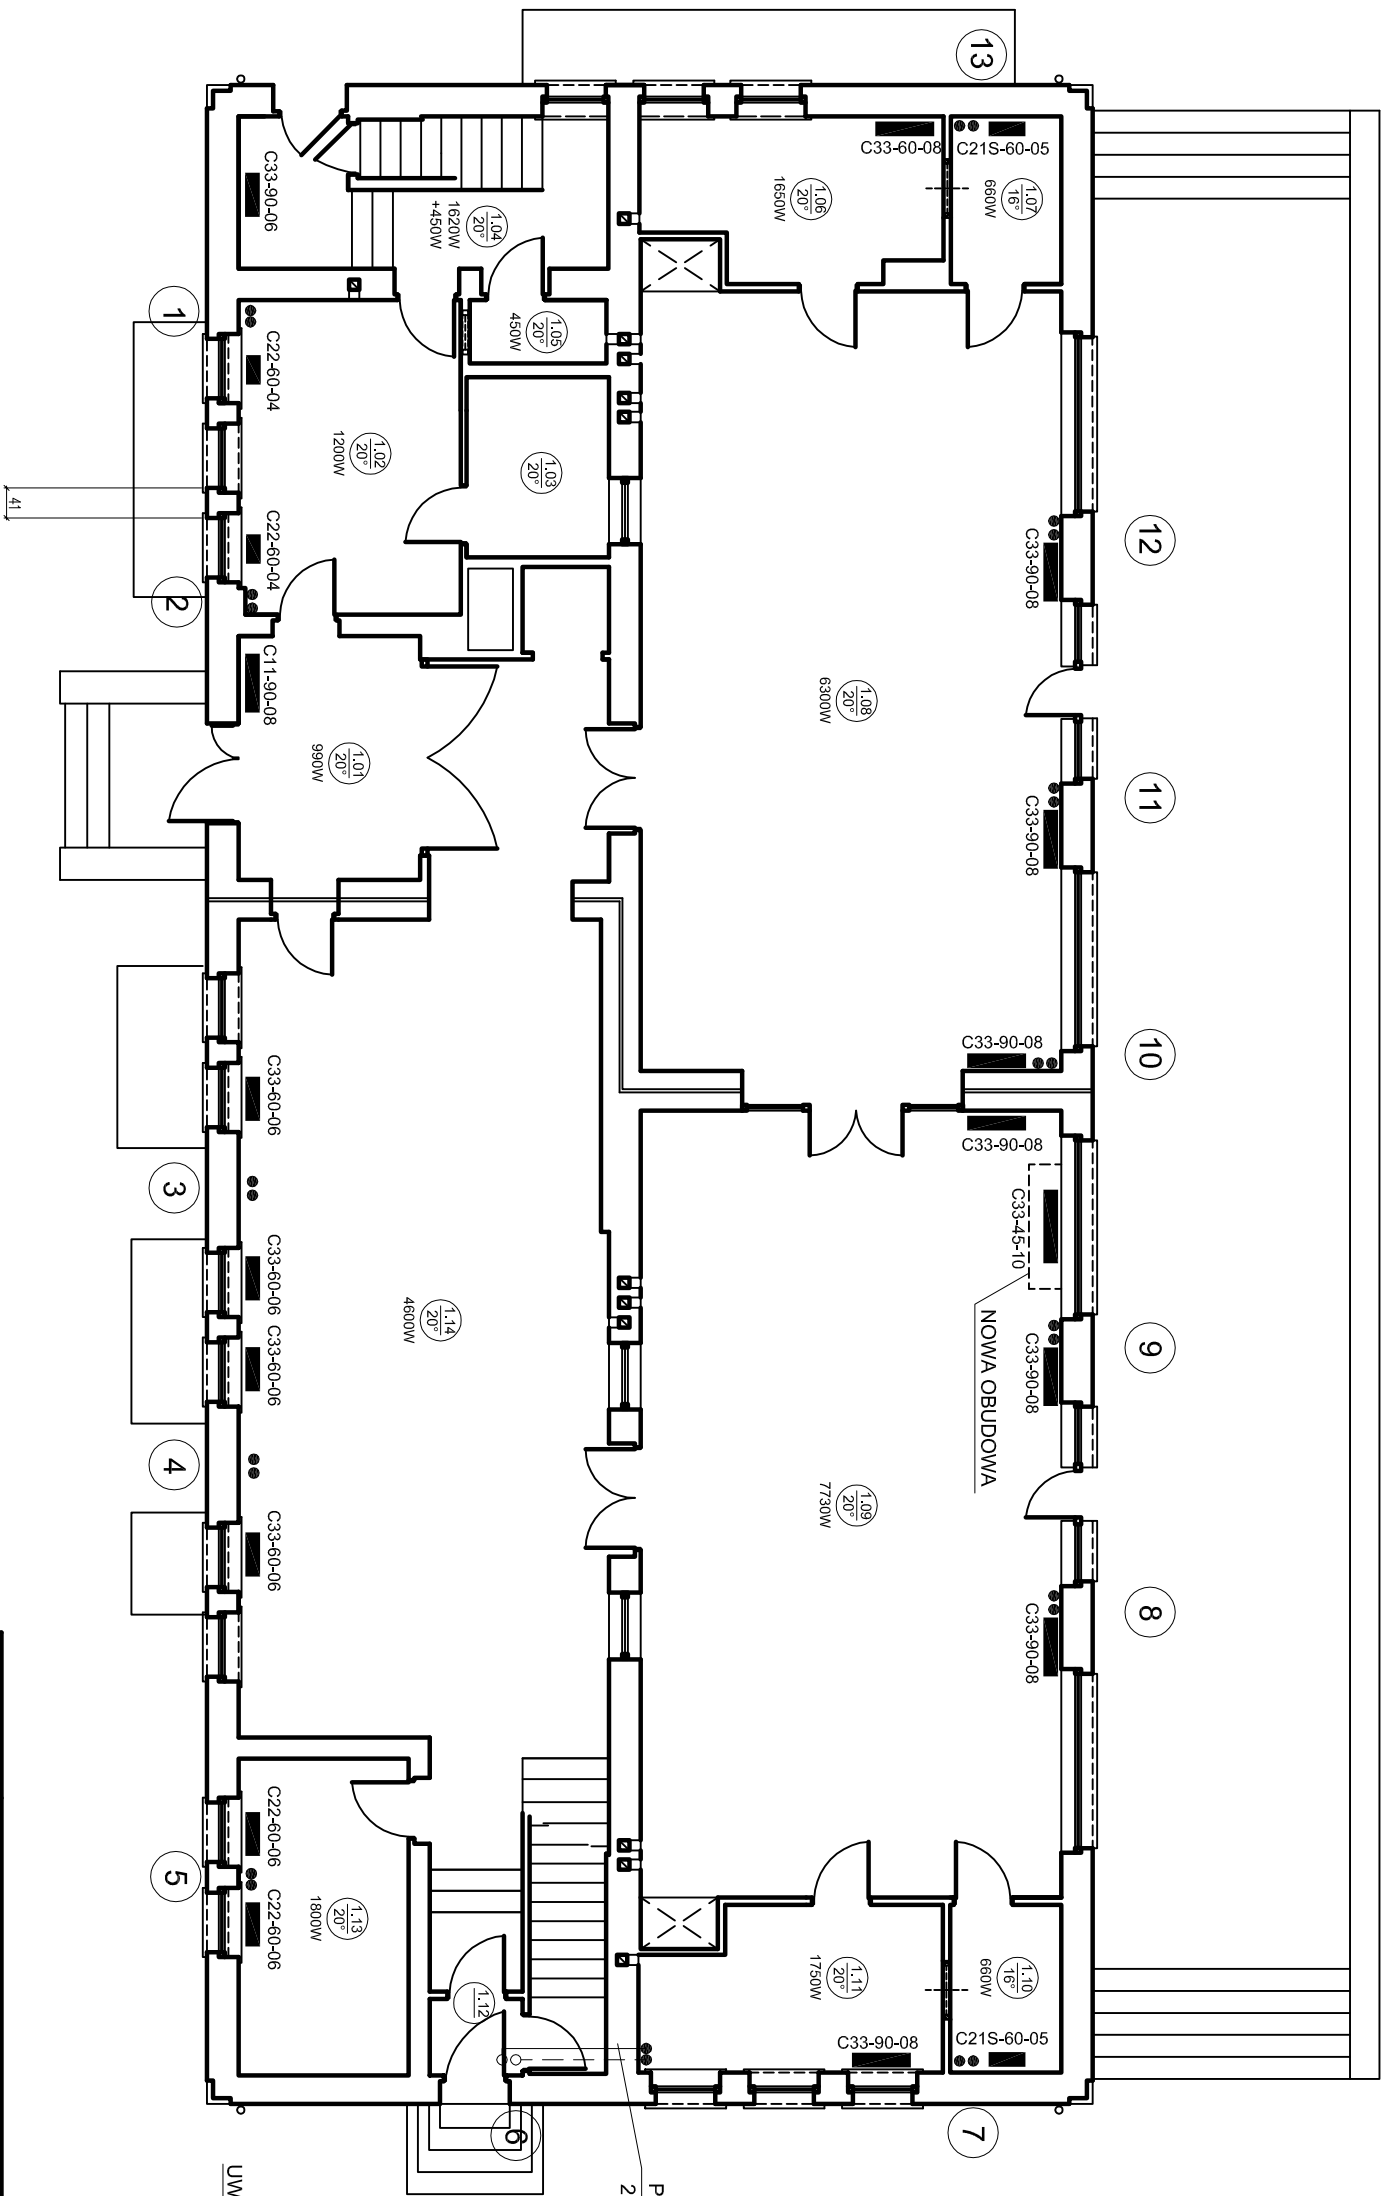 13
C33-60-08
C21S-60-05
C33-90-06
1.06
20°
1650W
1.07
16°
660W
1.04
20°
1620W
+450W
1
1.05
20°
450W
C22-60-04
1.02
20°
1200W
1.03
20°
41
C22-60-04
12
C33-90-08
2
C11-90-08
1.08
20°
6300W
1.01
20°
990W
11
C33-90-08
10
C33-90-08
C33-60-06
C33-90-08
3
C33-45-10
NOWA OBUDOWA
C33-60-06
1.14
20°
4600W
C33-60-06
9
C33-90-08
4
1.09
20°
7730W
C33-60-06
8
C33-90-08
C22-60-06
5
1.13
20°
1800W
C22-60-06
1.12
1.11
20°
1750W
1.10
16°
660W
C33-90-08
C21S-60-05
6
7
UW
P
2